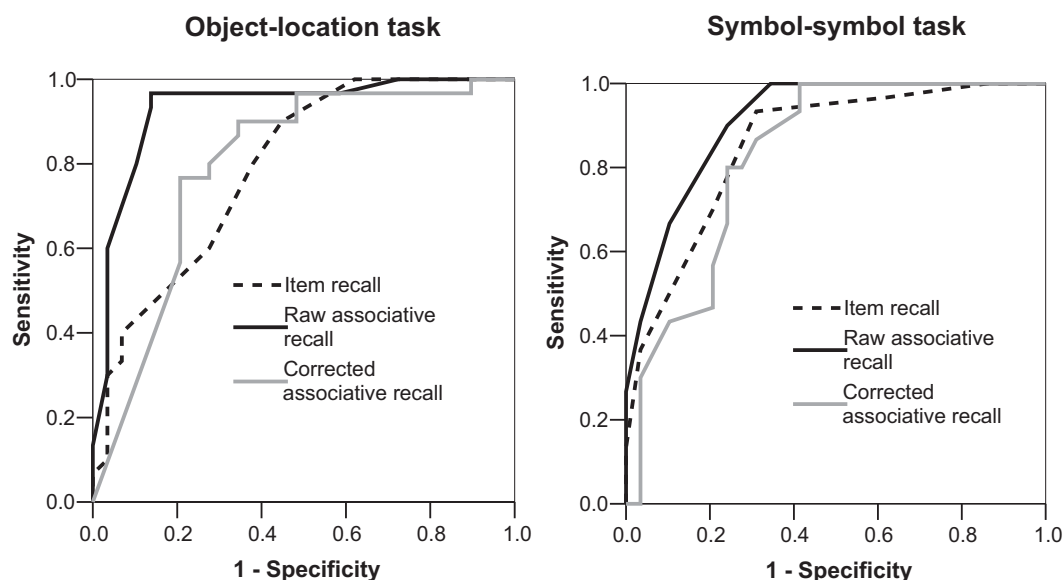 Object-location task
1.0
0.8
0.6
0.4
0.2
0.0
Sensitivity
Item recall
Raw associative
recall
Corrected
associative recall
0.0 0.2 0.4 0.6 0.8 1.0
1 - Specificity
Symbol-symbol task
1.0
0.8
0.6
0.4
0.2
0.0
Sensitivity
Item recall
Raw associative
recall
Corrected
associative recall
0.0 0.2 0.4 0.6 0.8 1.0
1 - Specificity